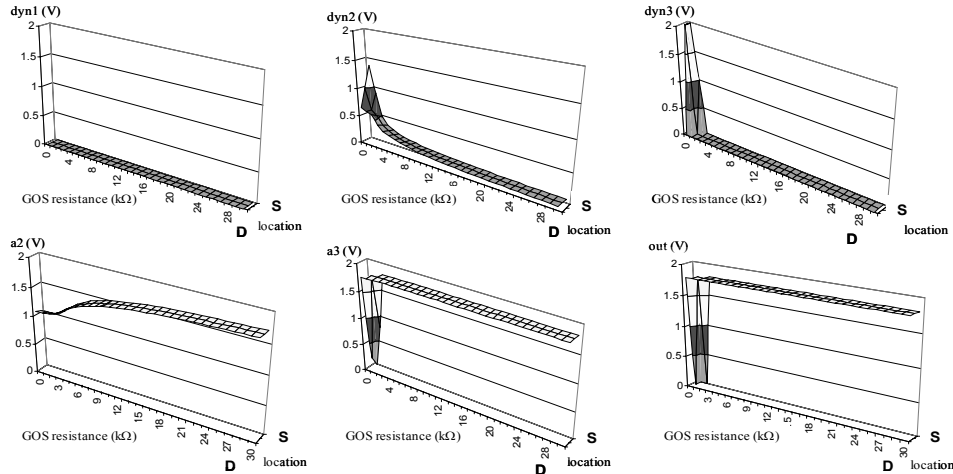 dyn1 (V)
2
1.5
1
0.5
0
0
4
8
12
16
20
24
28
GOS resistance (kΩ)
S
D
location
dyn2 (V)
2
1.5
1
0.5
0
0
4
8
12
6
20
24
28
GOS resistance (kΩ)
S
D
location
dyn3 (V)
2
1.5
1
0.5
0
0
4
8
12
16
20
24
28
GOS resistance (kΩ)
S
D
location
a2 (V)
2
1.5
1
0.5
0
0
3
6
9
12
15
18
21
24
27
30
GOS resistance (kΩ)
S
D
location
a3 (V)
2
1.5
1
0.5
0
0
4
8
12
16
20
24
28
GOS resistance (kΩ)
S
D
location
out (V)
2
1.5
1
0.5
0
0
3
6
9
12
.5
18
21
24
27
30
GOS resistance (kΩ)
S
D
location